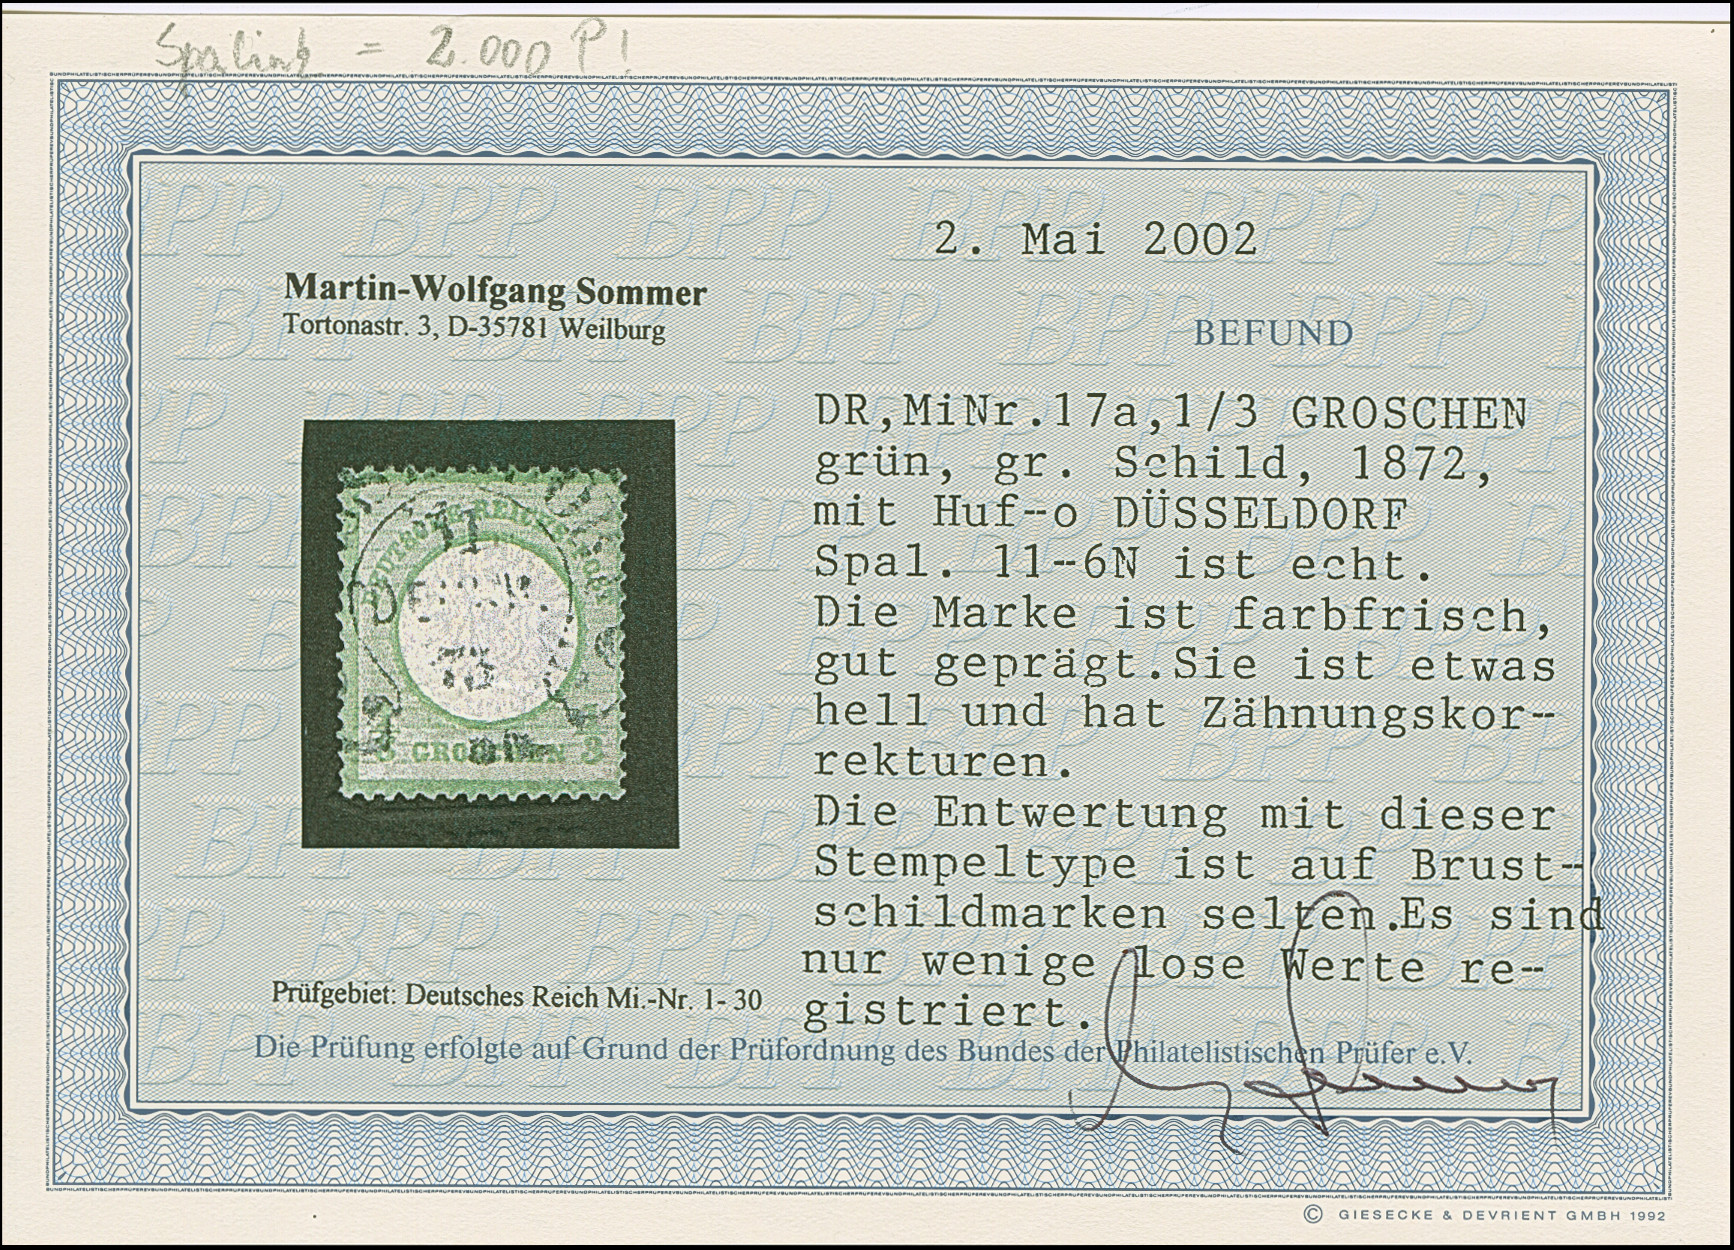 Spalink = 2.000 P!
2. Mai 2002
Martin-Wolfgang Sommer
Tortonastr. 3, D-35781 Weilburg
BEFUND
DR,MiNr.17a,1/3 GROSCHEN
grün, gr. Schild, 1872,
mit Huf-o DÜSSELDORF
Spal. 11-6N ist echt.
Die Marke ist farbfrisch,
gut geprägt.Sie ist etwas
hell und hat Zähnungskor-
rekturen.
Die Entwertung mit dieser
Stempeltype ist auf Brust-
schildmarken selten.Es sind
nur wenige lose Werte re-
gistriert.
Prüfgebiet: Deutsches Reich Mi.-Nr. 1- 30
Die Prüfung erfolgte auf Grund der Prüfordnung des Bundes der Philatelistischen Prüfer e.V.
© GIESECKE & DEVRIENT GMBH 1992